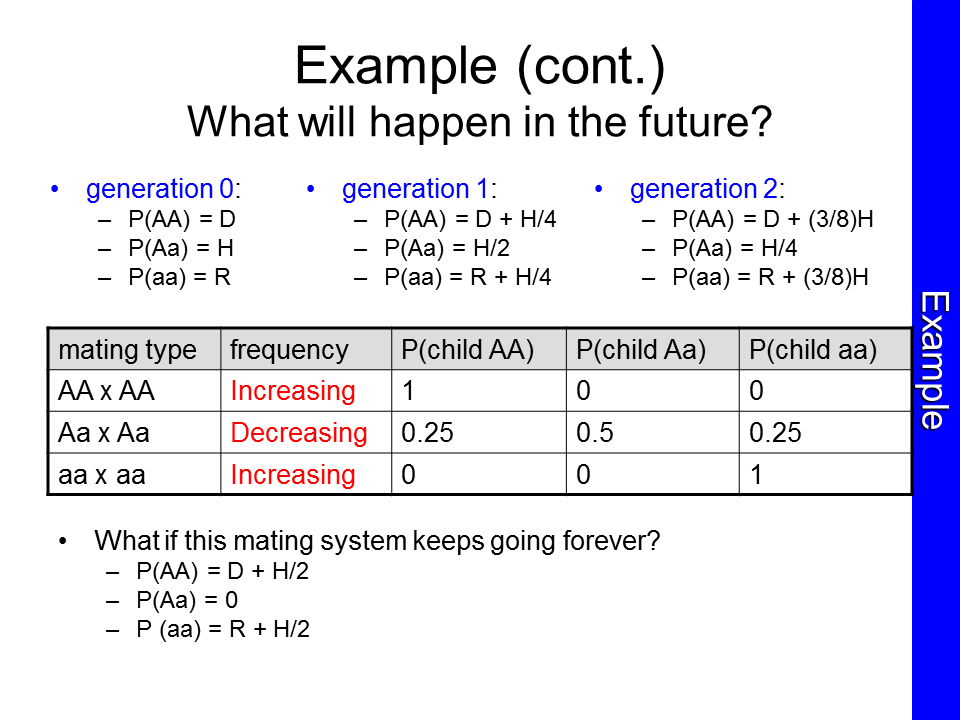 Example (cont.)
What will happen in the future?
• generation 0:
– P(AA) = D
– P(Aa) = H
– P(aa) = R
• generation 1:
– P(AA) = D + H/4
– P(Aa) = H/2
– P(aa) = R + H/4
• generation 2:
– P(AA) = D + (3/8)H
– P(Aa) = H/4
– P(aa) = R + (3/8)H
mating type frequency P(child AA) P(child Aa) P(child aa)
AA x AA Increasing 1 0 0
Aa x Aa Decreasing 0.25 0.5 0.25
aa x aa Increasing 0 0 1
• What if this mating system keeps going forever?
– P(AA) = D + H/2
– P(Aa) = 0
– P (aa) = R + H/2
Example